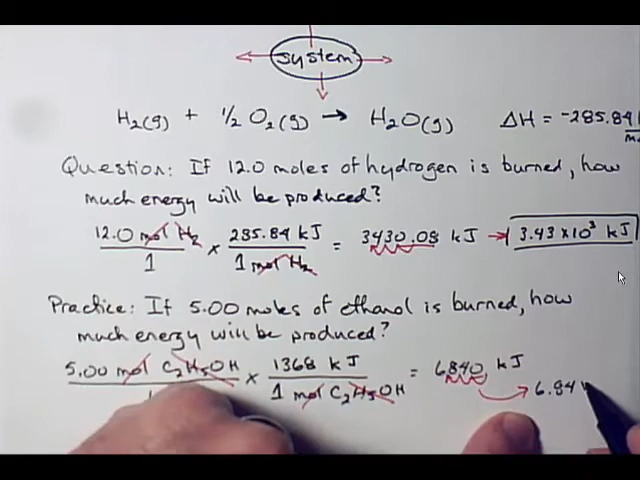 system
H₂(g) + ½ O₂(g) → H₂O(g) ΔH = -285.84
Question: If 12.0 moles of hydrogen is burned, how
much energy will be produced?
12.0 mol H₂ / 1 × 285.84 kJ / 1 mol H₂ = 3430.08 kJ → 3.43 × 10³ kJ
Practice: If 5.00 moles of ethanol is burned, how
much energy will be produced?
5.00 mol C₂H₅OH / 1 × 1368 kJ / 1 mol C₂H₅OH = 6840 kJ
6.84